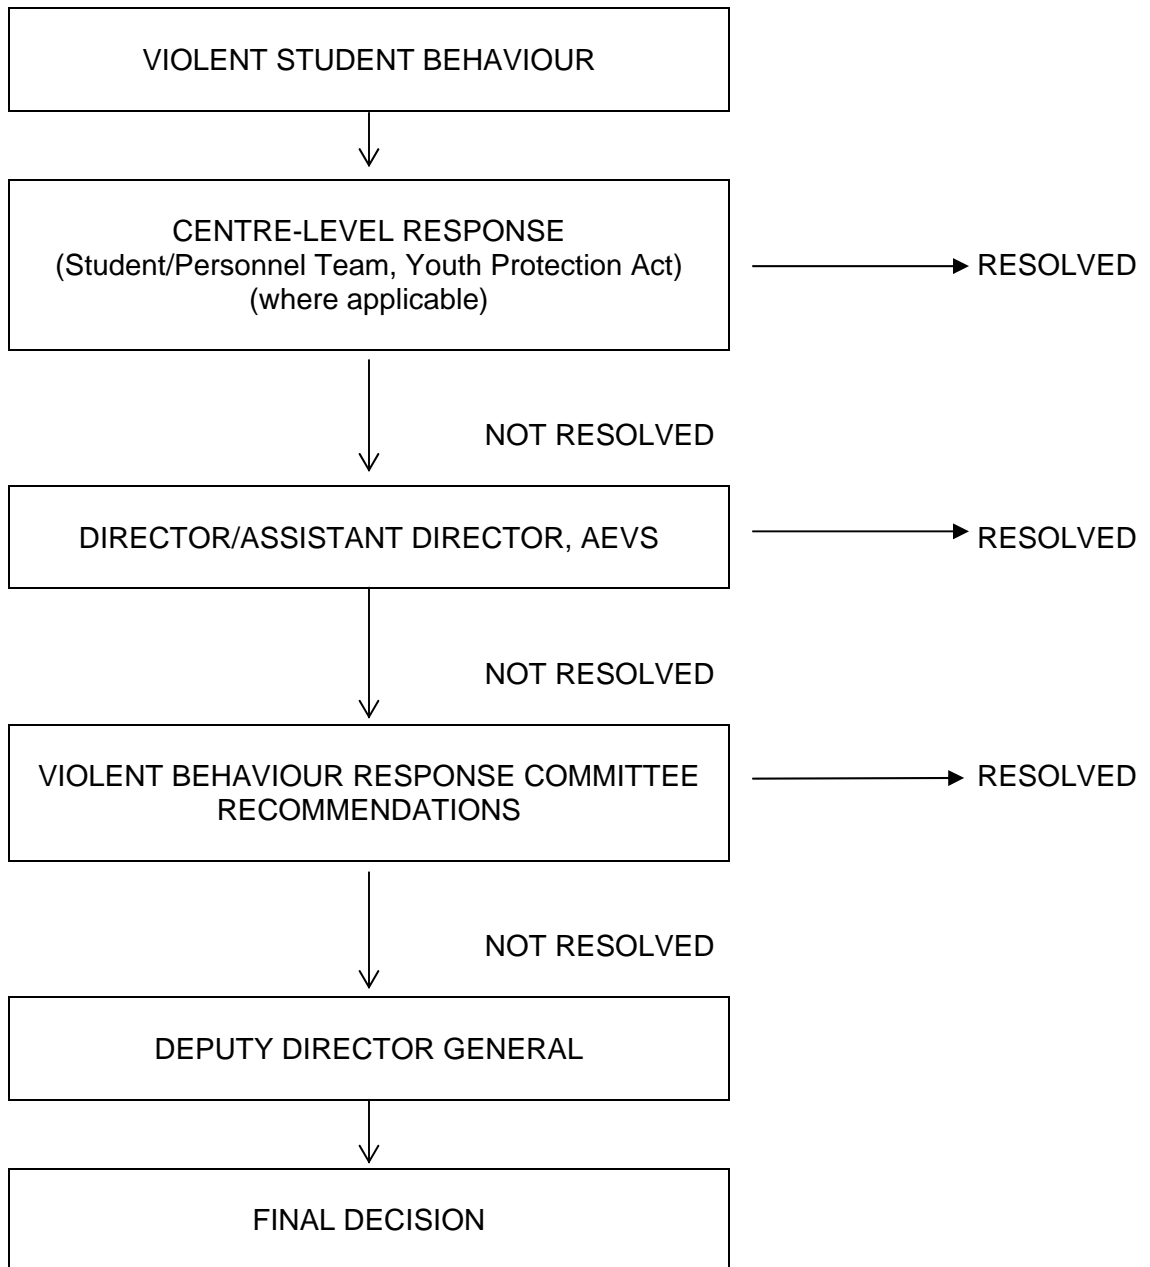 VIOLENT STUDENT BEHAVIOUR
CENTRE-LEVEL RESPONSE
(Student/Personnel Team, Youth Protection Act)
(where applicable)
RESOLVED
NOT RESOLVED
DIRECTOR/ASSISTANT DIRECTOR, AEVS
RESOLVED
NOT RESOLVED
VIOLENT BEHAVIOUR RESPONSE COMMITTEE
RECOMMENDATIONS
RESOLVED
NOT RESOLVED
DEPUTY DIRECTOR GENERAL
FINAL DECISION